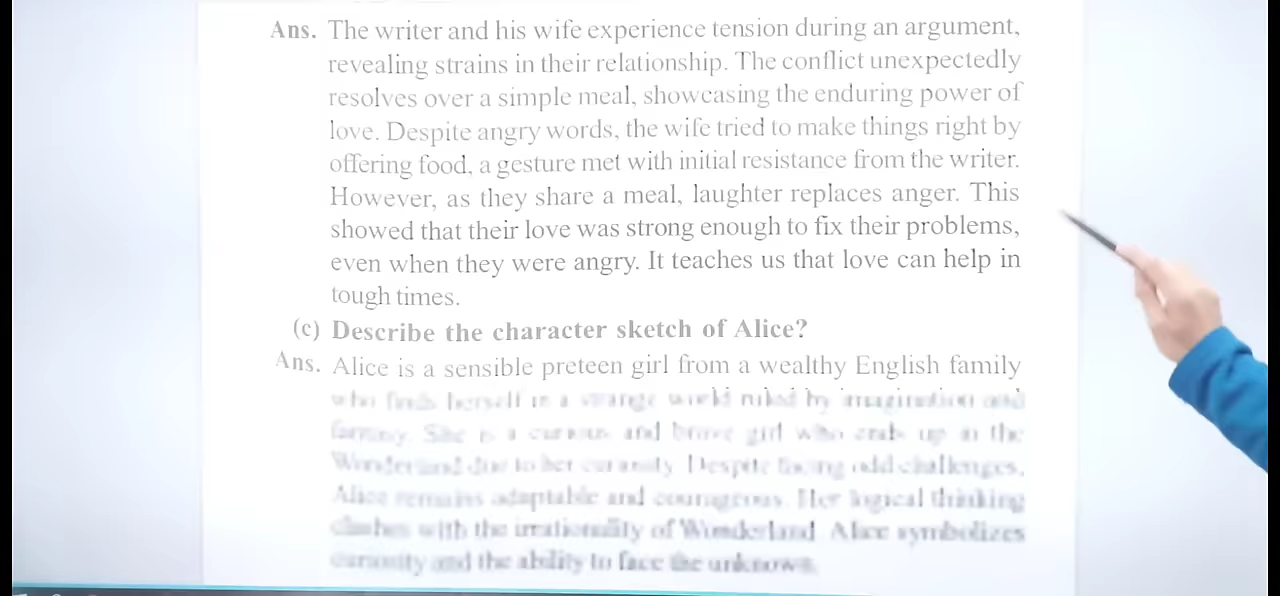 Ans. The writer and his wife experience tension during an argument,
revealing strains in their relationship. The conflict unexpectedly
resolves over a simple meal, showcasing the enduring power of
love. Despite angry words, the wife tried to make things right by
offering food, a gesture met with initial resistance from the writer.
However, as they share a meal, laughter replaces anger. This
showed that their love was strong enough to fix their problems,
even when they were angry. It teaches us that love can help in
tough times.
(c) Describe the character sketch of Alice?
Ans. Alice is a sensible preteen girl from a wealthy English family
who finds herself in a strange world ruled by imagination and
fantasy. She is a curious and brave girl who ends up in the
Wonderland due to her curiosity. Despite facing odd challenges,
Alice remains adaptable and courageous. Her logical thinking
clashes with the irrationality of Wonderland. Alice symbolizes
curiosity and the ability to face the unknown.